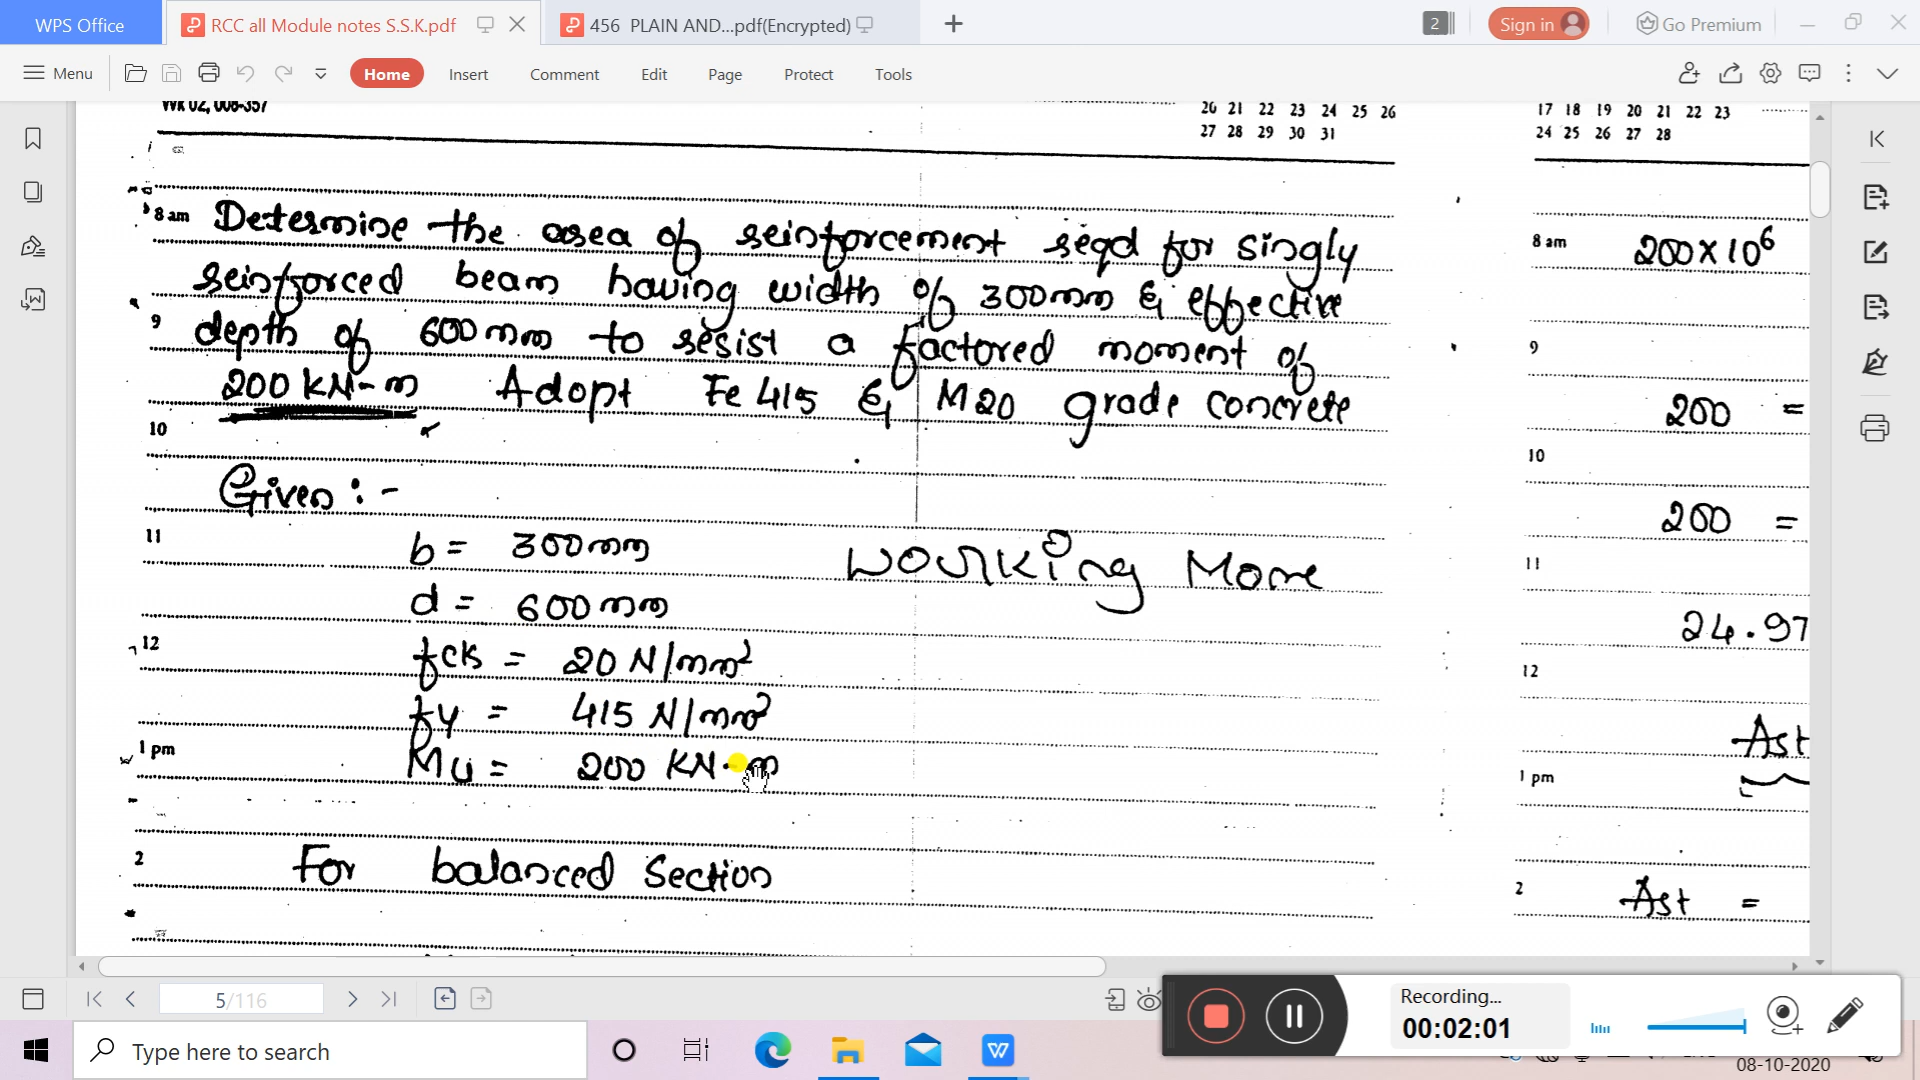 WPS Office
RCC all Module notes S.S.K.pdf
456 PLAIN AND...pdf(Encrypted)
2
Sign in
Go Premium
Menu
Home
Insert
Comment
Edit
Page
Protect
Tools
WK 02, 008-357
20 21 22 23 24 25 26
27 28 29 30 31
17 18 19 20 21 22 23
24 25 26 27 28
8 am Determine the area of reinforcement reqd for singly
reinforced beam having width of 300mm & effective
9 depth of 600mm to resist a factored moment of
200 KN-m Adopt Fe 415 & M20 grade concrete
10
Given :-
11
b = 300mm
Working More
d = 600mm
12
fck = 20 N/mm²
fy = 415 N/mm²
1 pm
Mu = 200 KN-m
2 For balanced Section
8 am 200×10⁶
9
200 =
10
200 =
11
24.97
12
Ast
1 pm
2 Ast =
5/116
Recording...
00:02:01
Type here to search
08-10-2020